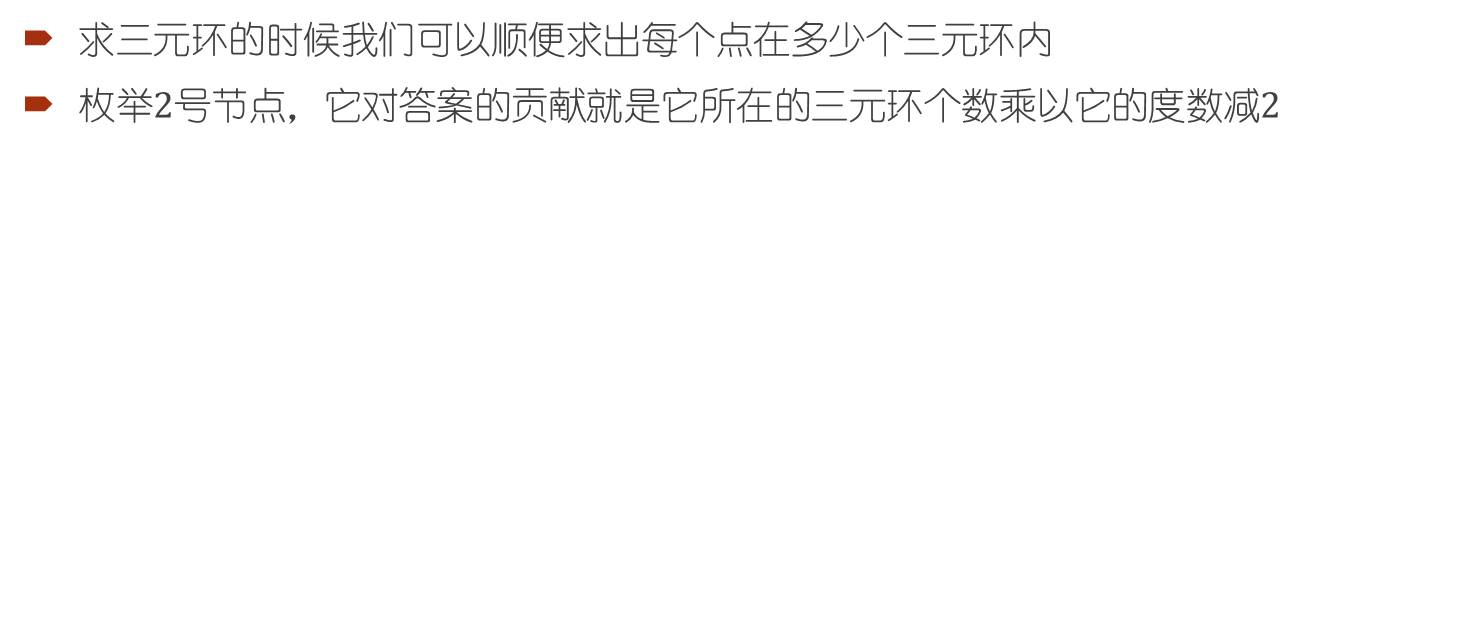 求三元环的时候我们可以顺便求出每个点在多少个三元环内
枚举2号节点，它对答案的贡献就是它所在的三元环个数乘以它的度数减2